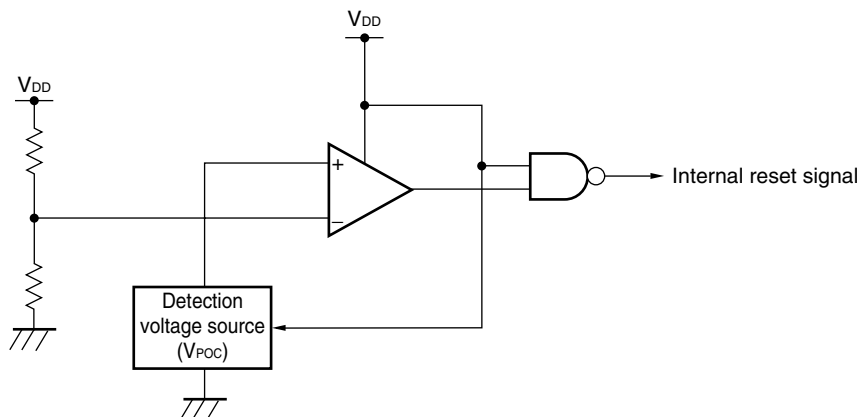 VDD
VDD
+
−
Internal reset signal
Detection
voltage source
(VPOC)